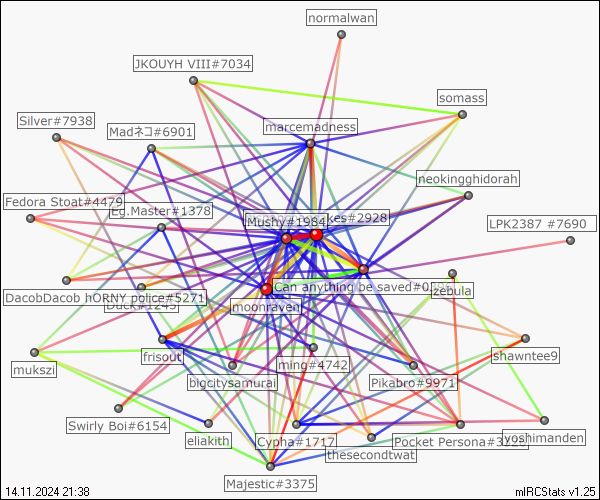 normalwan
JKOUYH VIII#7034
somass
Silver#7938
Madネコ#6901
marcemadness
neokingghidorah
Fedora Stoat#4479
Eg.Master#1378
Mushy#1984
kes#2928
LPK2387 #7690
DacobDacob hORNY police#5271
Duck#1245
moonraven
Can anything be saved#0
zebula
frisout
ming#4742
shawntee9
mukszi
bigcitysamurai
Pikabro#9971
Swirly Boi#6154
eliakith
Cypha#1717
thesecondtwat
Pocket Persona#3225
yoshimanden
Majestic#3375
14.11.2024 21:38
mIRCStats v1.25